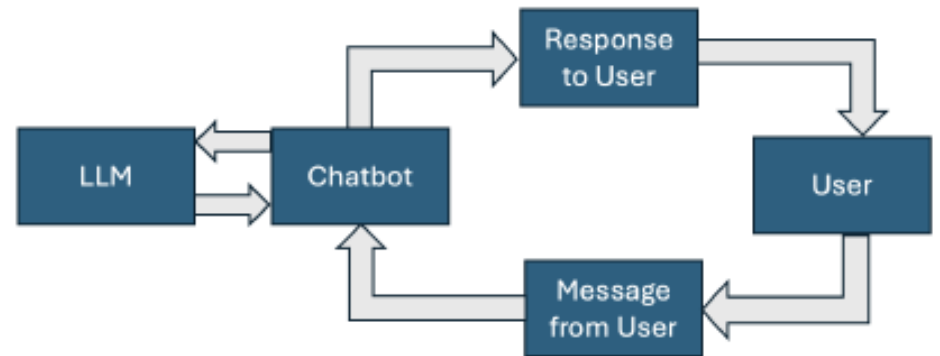 Response
to User
LLM
Chatbot
User
Message
from User